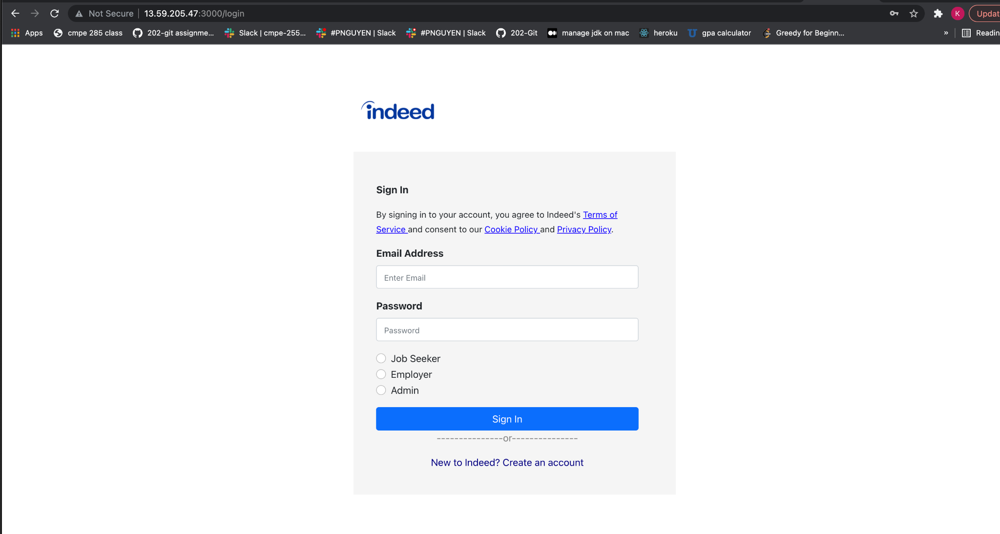 Not Secure | 13.59.205.47:3000/login K Updat
Apps cmpe 285 class 202-git assignme... Slack | cmpe-255... #PNGUYEN | Slack #PNGUYEN | Slack 202-Git manage jdk on mac heroku gpa calculator Greedy for Beginn... » Readin
indeed
Sign In
By signing in to your account, you agree to Indeed's Terms of
Service and consent to our Cookie Policy and Privacy Policy.
Email Address
Enter Email
Password
Password
Job Seeker
Employer
Admin
Sign In
---------------or---------------
New to Indeed? Create an account